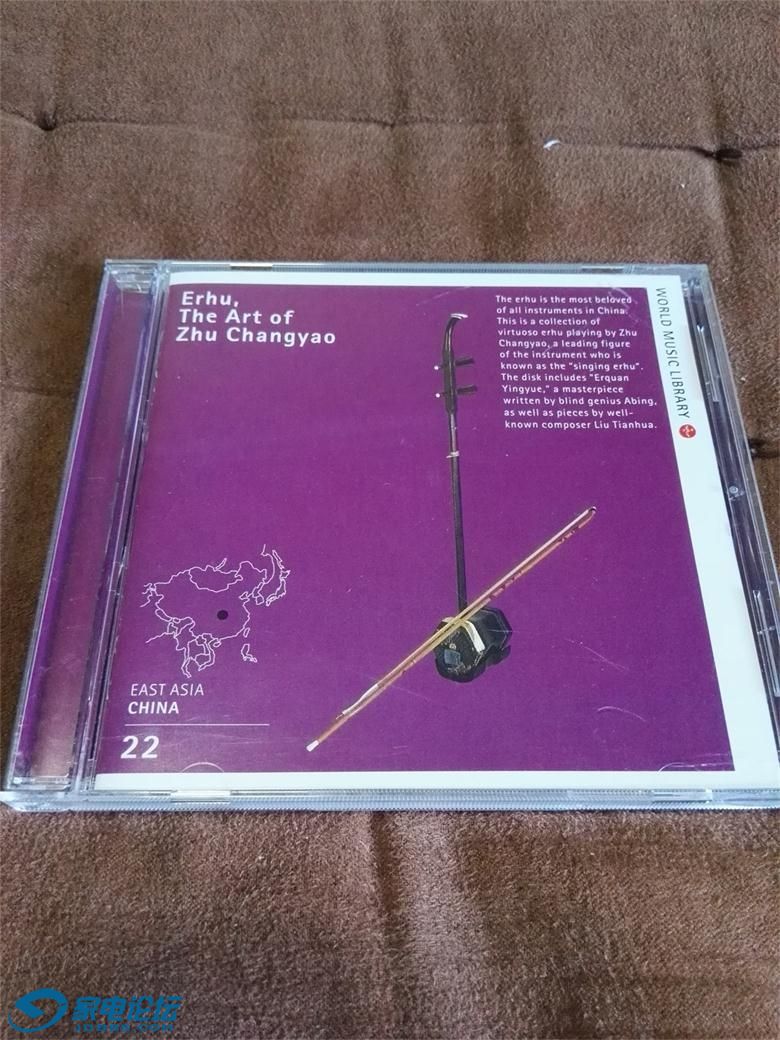 Erhu,
The Art of
Zhu Changyao
The erhu is the most beloved
of all instruments in China.
This is a collection of
virtuoso erhu playing by Zhu
Changyao, a leading figure
of the instrument who is
known as the "singing erhu".
The disk includes "Erquan
Yingyue," a masterpiece
written by blind genius Abing,
as well as pieces by well-
known composer Liu Tianhua.
WORLD MUSIC LIBRARY
EAST ASIA
CHINA
22
家电论坛